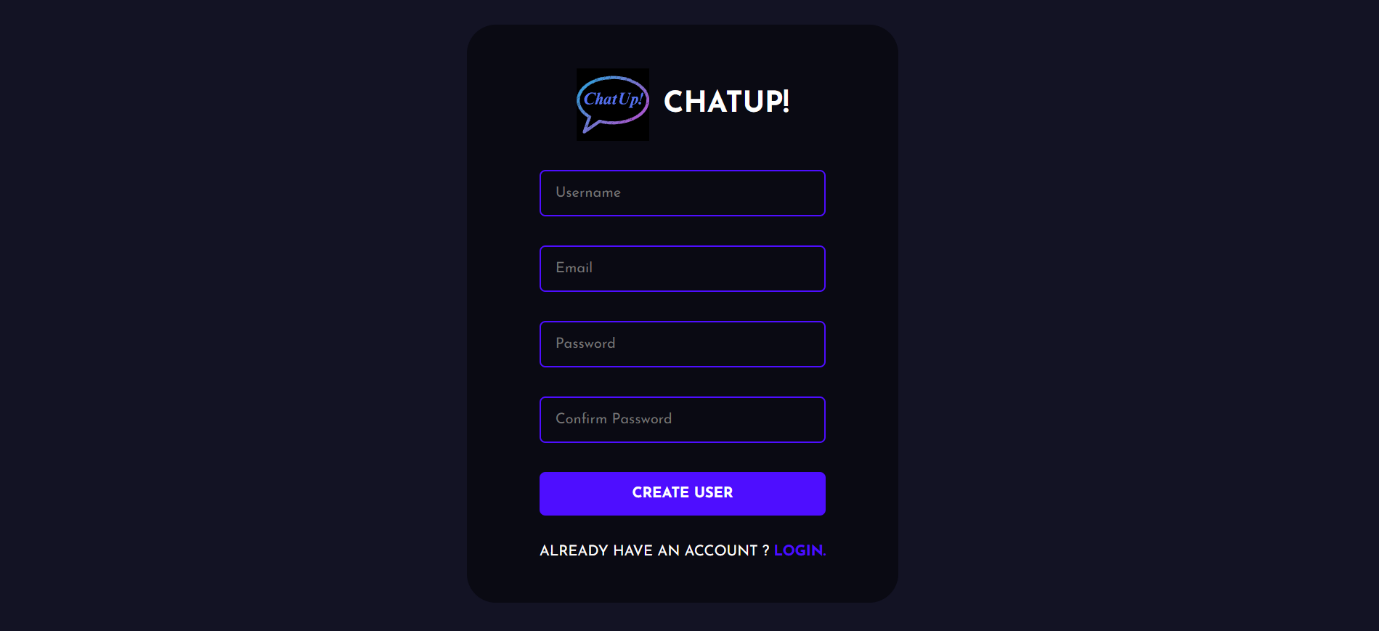 ChatUp!
CHATUP!
Username
Email
Password
Confirm Password
CREATE USER
ALREADY HAVE AN ACCOUNT ? LOGIN.